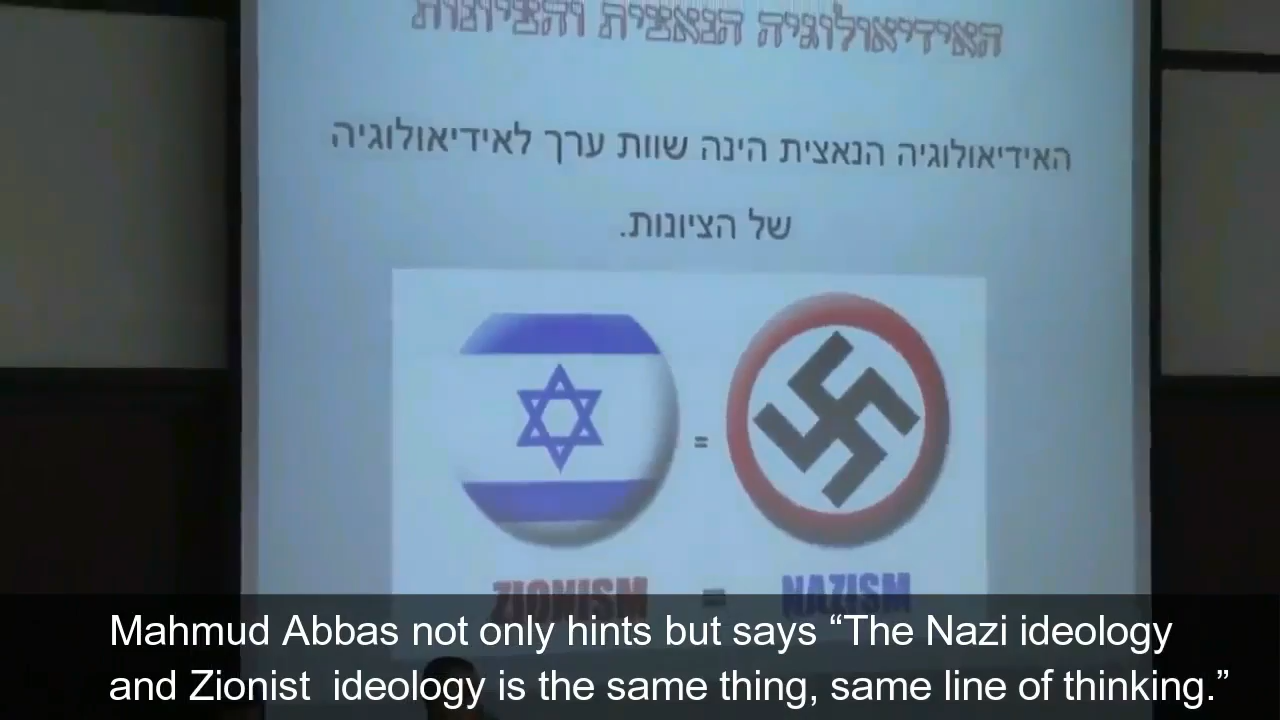 האידיאולוגיה הנאצית והציונות
האידיאולוגיה הנאצית הינה שוות ערך לאידיאולוגיה
של הציונות.
=
ZIONISM = NAZISM
Mahmud Abbas not only hints but says “The Nazi ideology
and Zionist ideology is the same thing, same line of thinking.”